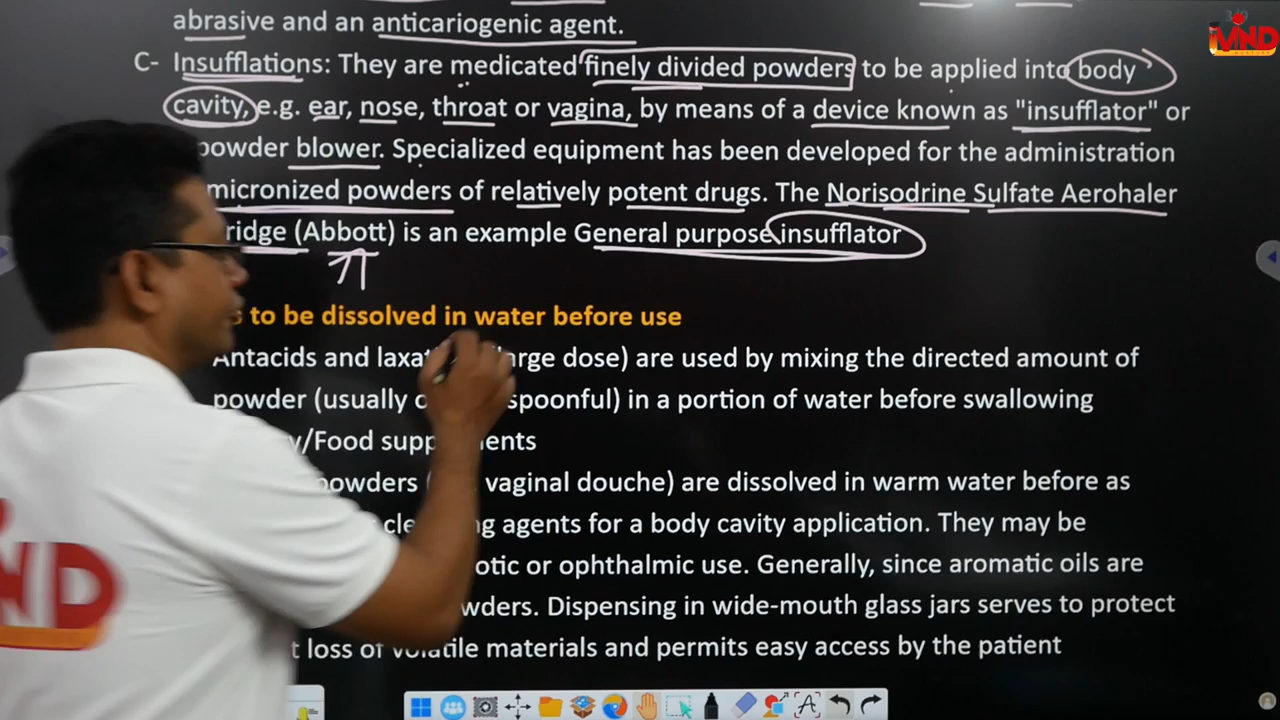 abrasive and an anticariogenic agent.
C- Insufflations: They are medicated finely divided powders to be applied into body
cavity, e.g. ear, nose, throat or vagina, by means of a device known as "insufflator" or
powder blower. Specialized equipment has been developed for the administration
micronized powders of relatively potent drugs. The Norisodrine Sulfate Aerohaler
ridge (Abbott) is an example General purpose insufflator
to be dissolved in water before use
Antacids and (large dose) are used by mixing the directed amount of
powder (usually spoonful) in a portion of water before swallowing
/Food
powders vaginal douche) are dissolved in warm water before as
agents for a body cavity application. They may be
otic or ophthalmic use. Generally, since aromatic oils are
Dispensing in wide-mouth glass jars serves to protect
loss of volatile materials and permits easy access by the patient
MND
ND